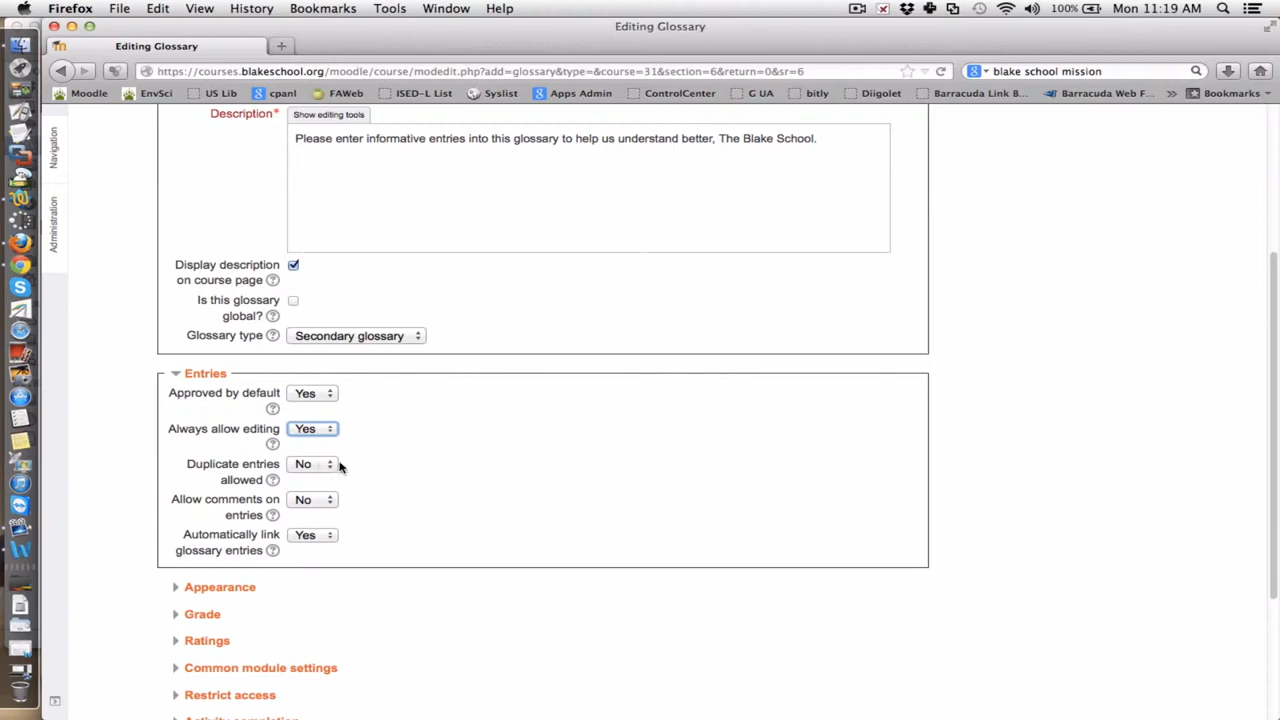 Firefox File Edit View History Bookmarks Tools Window Help 100% Mon 11:19 AM
Editing Glossary
Editing Glossary
https://courses.blakeschool.org/moodle/course/modedit.php?add=glossary&type=&course=31&section=6&return=0&sr=6 blake school mission
Moodle EnvSci US Lib cpanl FAWeb ISED-L List Syslist Apps Admin ControlCenter G UA bitly Diigolet Barracuda Link B... Barracuda Web F... » Bookmarks
Navigation
Administration
Description* Show editing tools
Please enter informative entries into this glossary to help us understand better, The Blake School.
Display description
on course page ?
Is this glossary
global? ?
Glossary type ? Secondary glossary
Entries
Approved by default Yes
?
Always allow editing Yes
?
Duplicate entries No
allowed ?
Allow comments on No
entries ?
Automatically link Yes
glossary entries ?
Appearance
Grade
Ratings
Common module settings
Restrict access
Activity completion